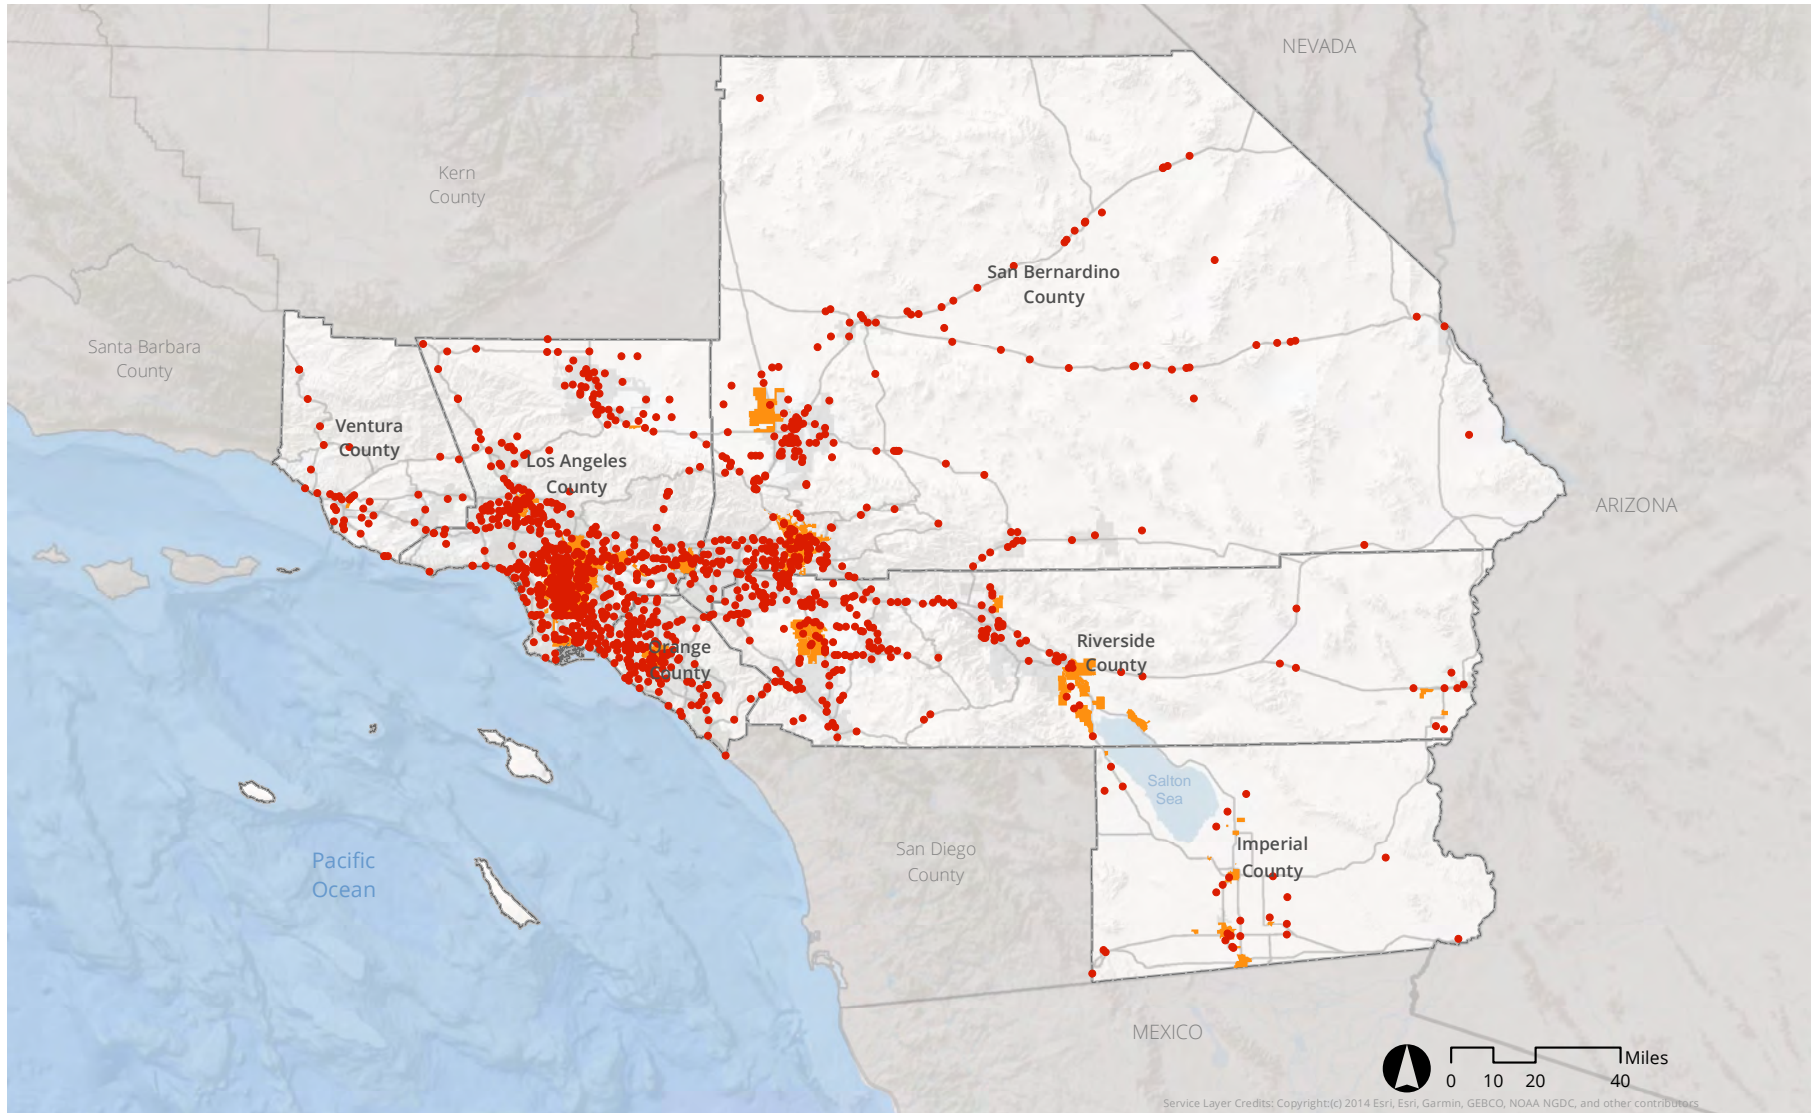 NEVADA
Kern
County
San Bernardino
County
Santa Barbara
County
Ventura
County
Los Angeles
County
ARIZONA
Orange
County
Riverside
County
Salton
Sea
Pacific
Ocean
San Diego
County
Imperial
County
MEXICO
Miles
0 10 20 40
Service Layer Credits: Copyright:(c) 2014 Esri, Esri, Garmin, GEBCO, NOAA NGDC, and other contributors